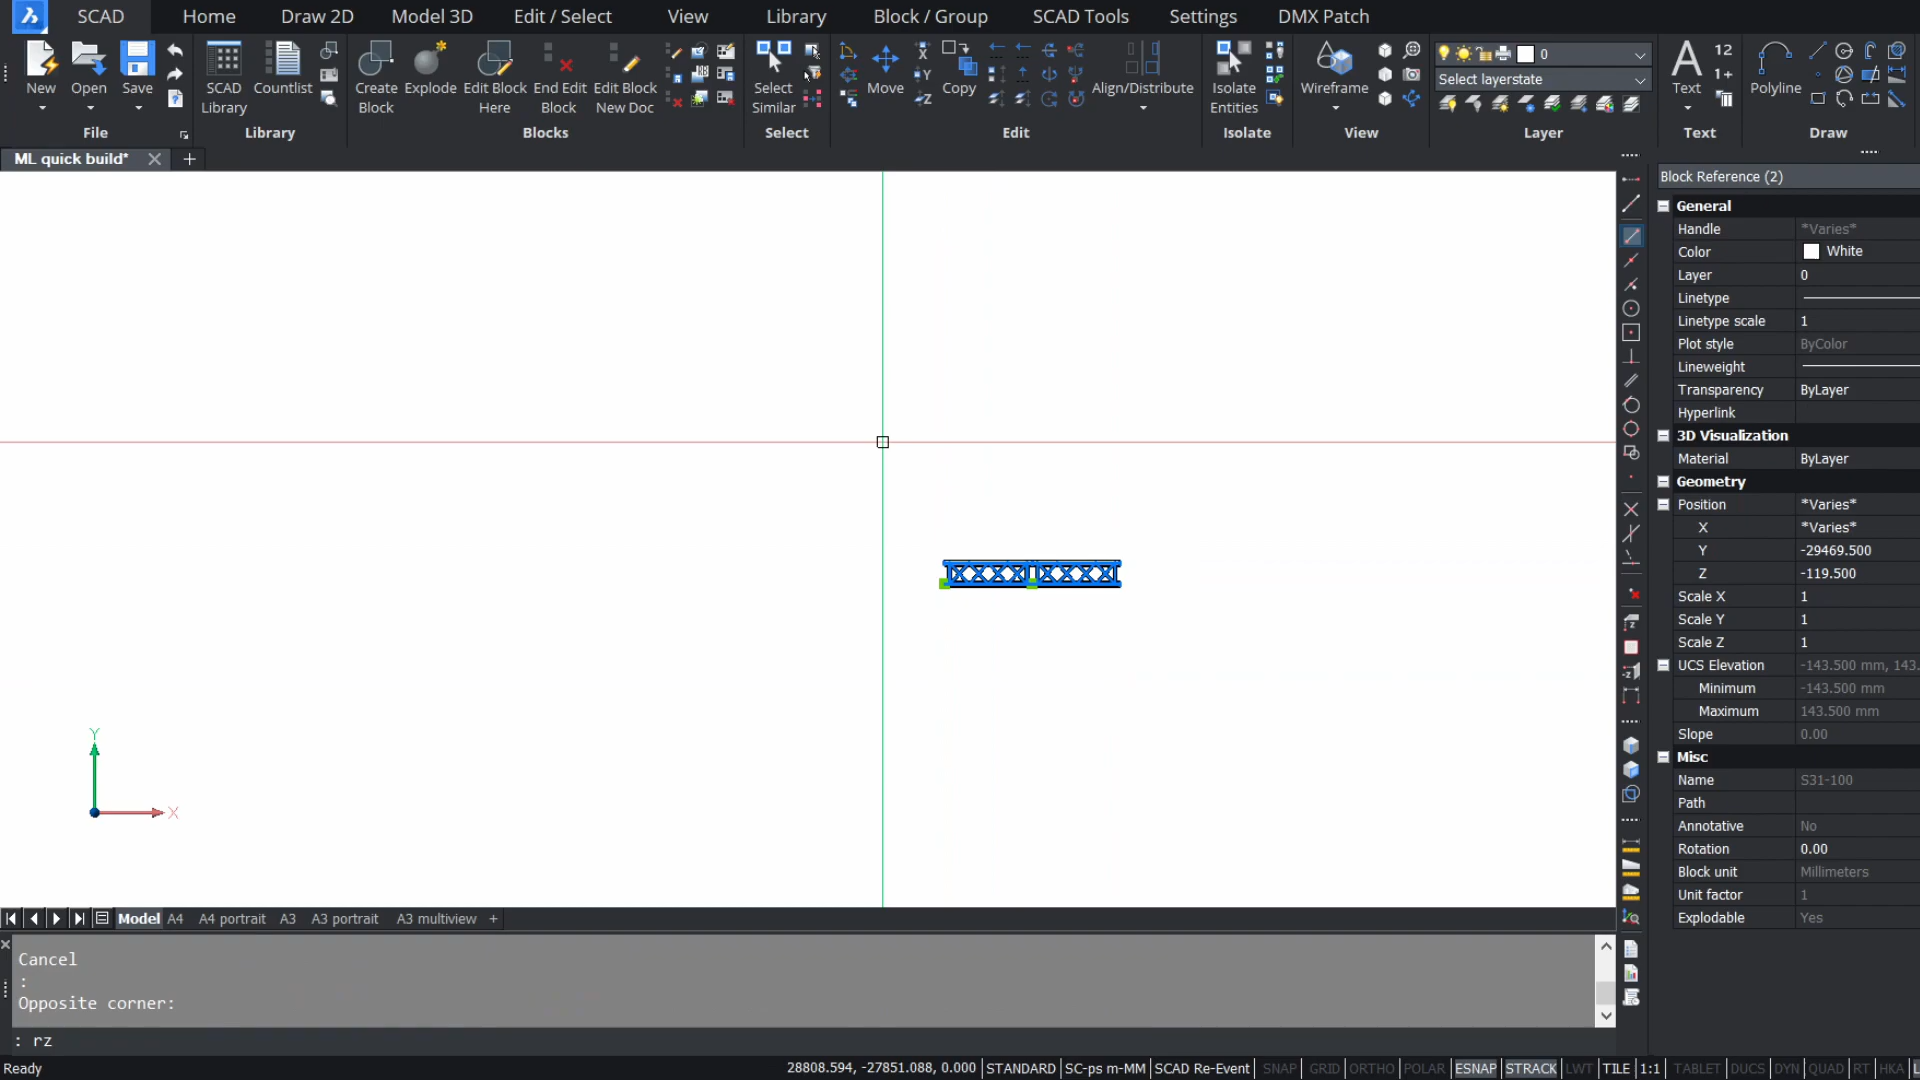 SCAD Home Draw 2D Model 3D Edit / Select View Library Block / Group SCAD Tools Settings DMX Patch
New Open Save
File
SCAD Library Countlist
Library
Create Block Explode Edit Block Here End Edit Block Edit Block New Doc
Blocks
Select Similar
Select
Move Copy Align/Distribute
Edit
Isolate Entities
Isolate
Wireframe
View
0
Select layerstate
Layer
Text
Text
Polyline
Draw
ML quick build*
Block Reference (2)
General
Handle *Varies*
Color White
Layer 0
Linetype
Linetype scale 1
Plot style ByColor
Lineweight
Transparency ByLayer
Hyperlink
3D Visualization
Material ByLayer
Geometry
Position *Varies*
X *Varies*
Y -29469.500
Z -119.500
Scale X 1
Scale Y 1
Scale Z 1
UCS Elevation -143.500 mm, 143.
Minimum -143.500 mm
Maximum 143.500 mm
Slope 0.00
Misc
Name S31-100
Path
Annotative No
Rotation 0.00
Block unit Millimeters
Unit factor 1
Explodable Yes
Y
X
Model A4 A4 portrait A3 A3 portrait A3 multiview +
Cancel
:
Opposite corner:
: rz
Ready 28808.594, -27851.088, 0.000 STANDARD SC-ps m-MM SCAD Re-Event SNAP GRID ORTHO POLAR ESNAP STRACK LWT TILE 1:1 TABLET DUCS DYN QUAD RT HKA